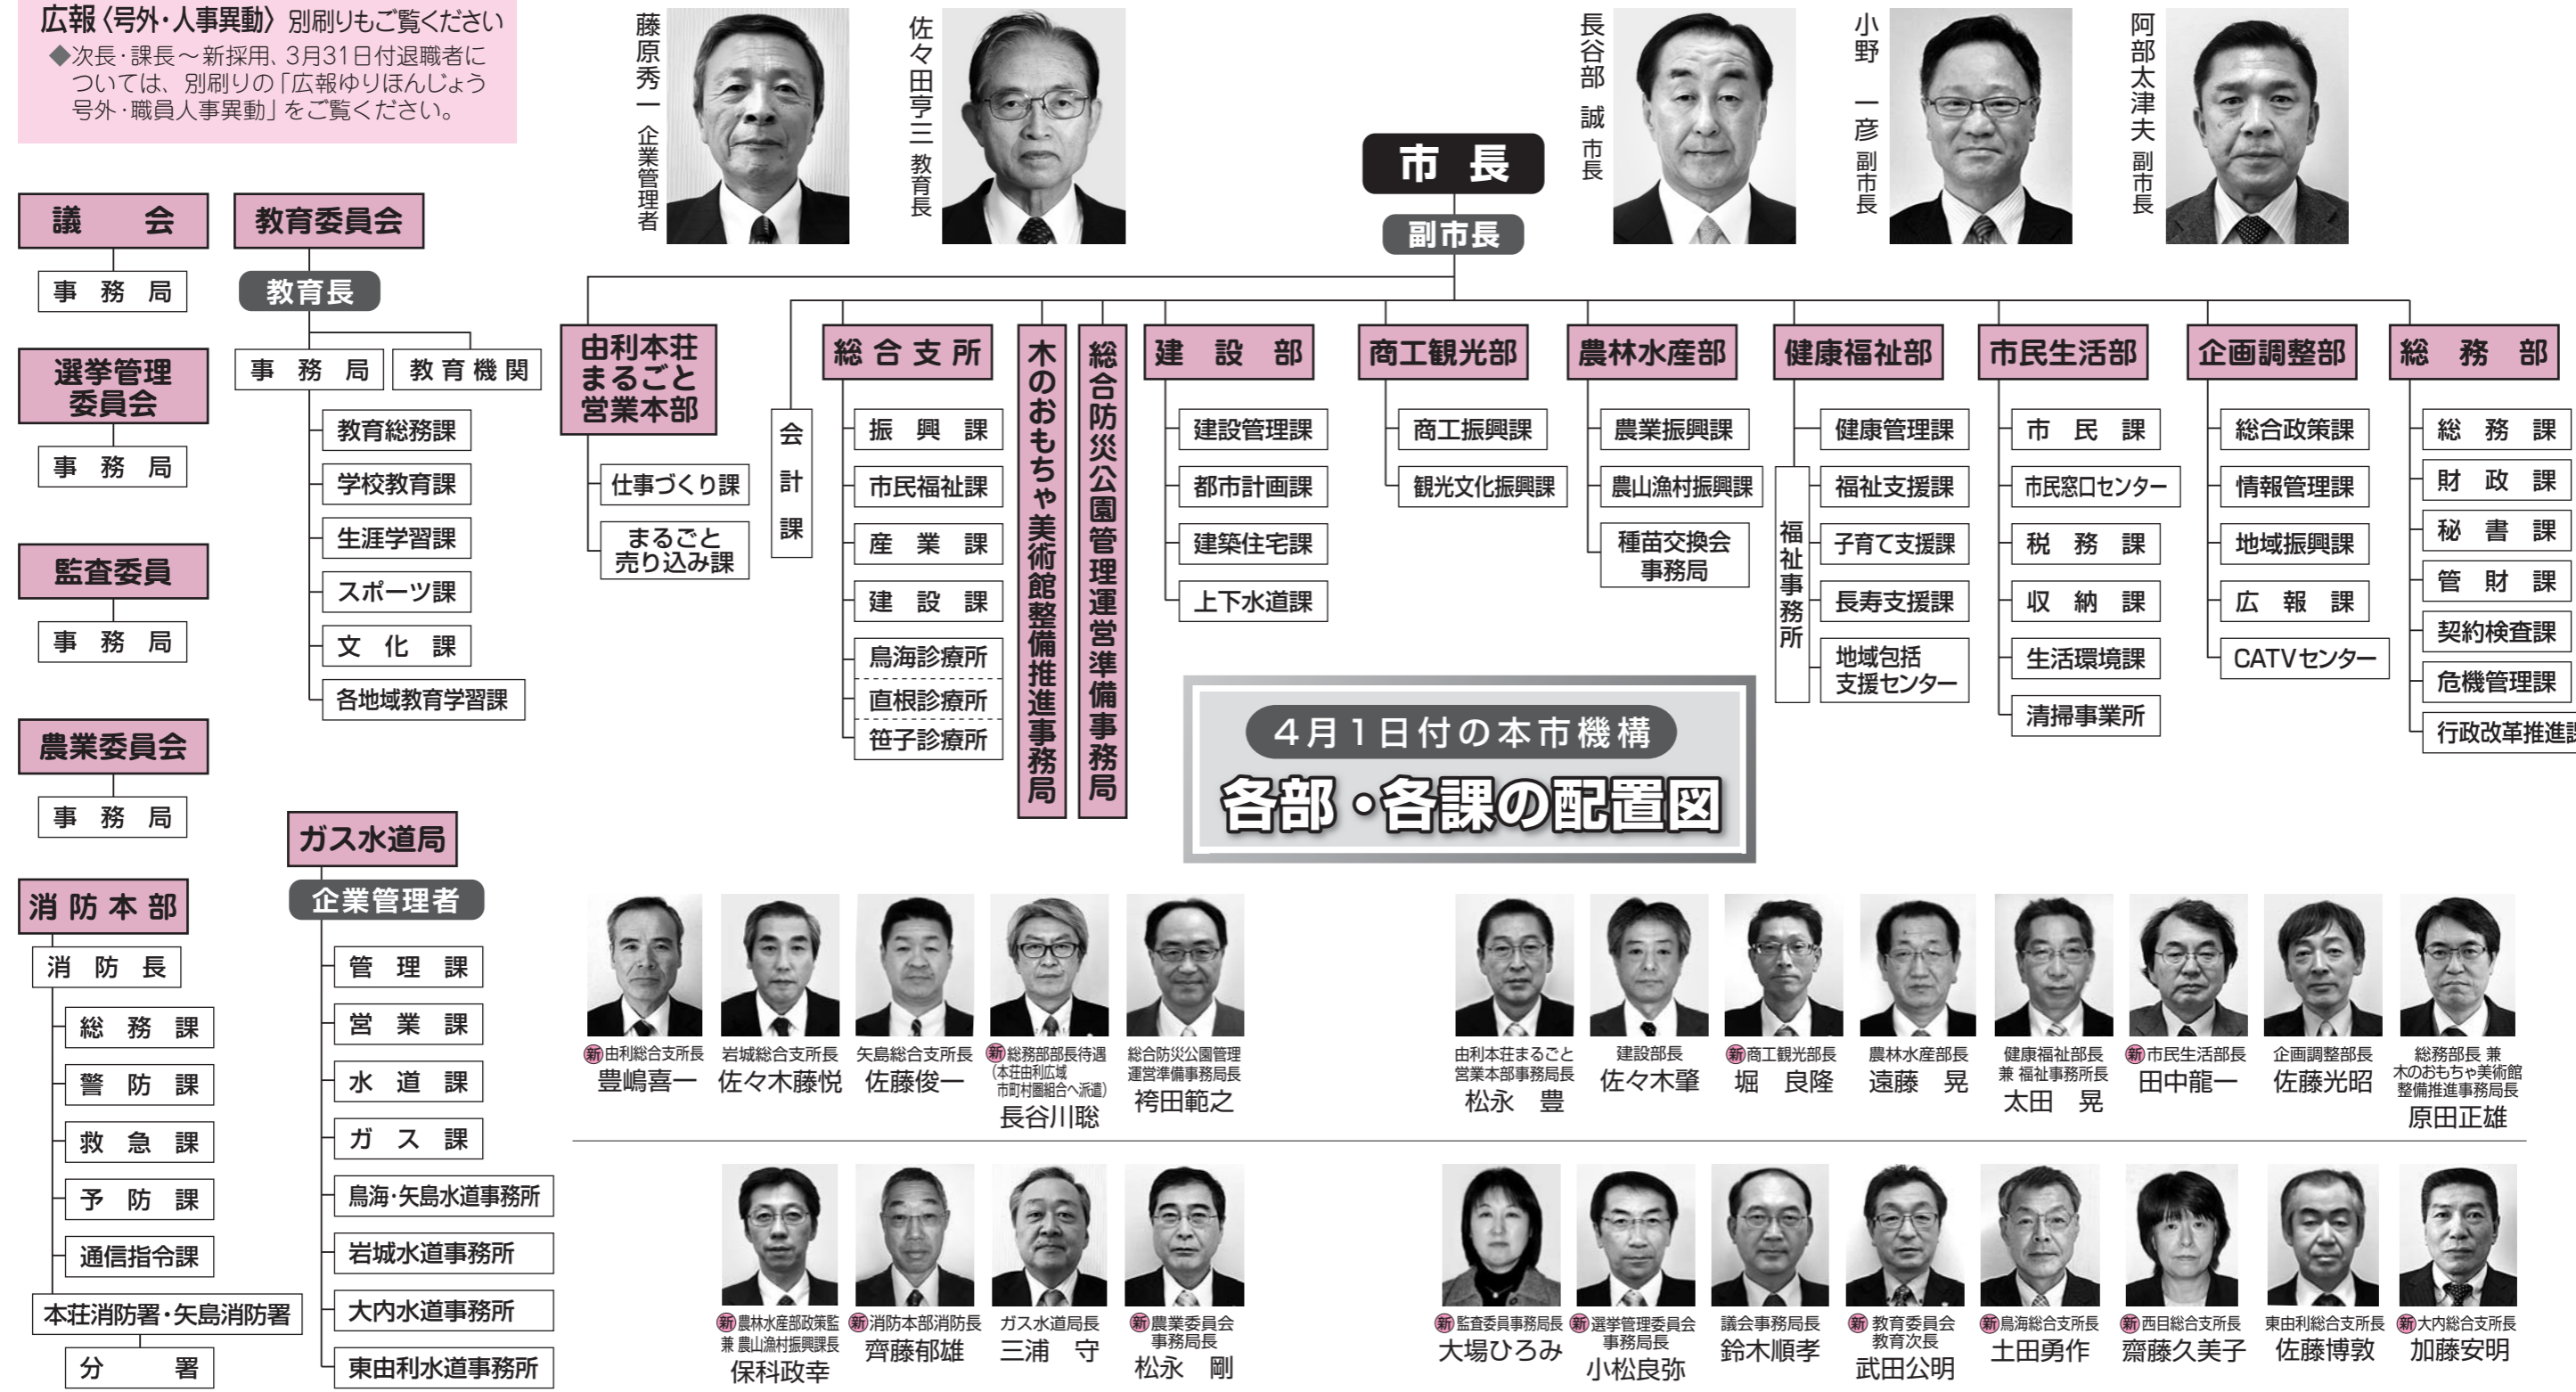 広報〈号外・人事異動〉別刷りもご覧ください
◆次長・課長～新採用、3月31日付退職者に
ついては、別刷りの「広報ゆりほんじょう
号外・職員人事異動」をご覧ください。
藤原秀一 企業管理者
佐々田亨三 教育長
長谷部 誠 市長
小野 一彦 副市長
阿部太津夫 副市長
市長
副市長
議会
事務局
選挙管理
委員会
事務局
監査委員
事務局
農業委員会
事務局
消防本部
消防長
総務課
警防課
救急課
予防課
通信指令課
本荘消防署・矢島消防署
分署
教育委員会
教育長
事務局
教育機関
教育総務課
学校教育課
生涯学習課
スポーツ課
文化課
各地域教育学習課
ガス水道局
企業管理者
管理課
営業課
水道課
ガス課
鳥海・矢島水道事務所
岩城水道事務所
大内水道事務所
東由利水道事務所
由利本荘
まるごと
営業本部
仕事づくり課
まるごと
売り込み課
会計課
総合支所
振興課
市民福祉課
産業課
建設課
鳥海診療所
直根診療所
笹子診療所
木のおもちゃ美術館整備推進事務局
総合防災公園管理運営準備事務局
建設部
建設管理課
都市計画課
建築住宅課
上下水道課
商工観光部
商工振興課
観光文化振興課
農林水産部
農業振興課
農山漁村振興課
種苗交換会
事務局
健康福祉部
健康管理課
福祉事務所
福祉支援課
子育て支援課
長寿支援課
地域包括
支援センター
市民生活部
市民課
市民窓口センター
税務課
収納課
生活環境課
清掃事業所
企画調整部
総合政策課
情報管理課
地域振興課
広報課
CATVセンター
総務部
総務課
財政課
秘書課
管財課
契約検査課
危機管理課
行政改革推進課
4月1日付の本市機構
各部・各課の配置図
新 由利総合支所長
豊嶋喜一
岩城総合支所長
佐々木藤悦
矢島総合支所長
佐藤俊一
新 総務部部長待遇
(本荘由利広域
市町村圏組合へ派遣)
長谷川聡
総合防災公園管理
運営準備事務局長
袴田範之
由利本荘まるごと
営業本部事務局長
松永 豊
建設部長
佐々木肇
新 商工観光部長
堀 良隆
農林水産部長
遠藤 晃
健康福祉部長
兼 福祉事務所長
太田 晃
新 市民生活部長
田中龍一
企画調整部長
佐藤光昭
総務部長 兼
木のおもちゃ美術館
整備推進事務局長
原田正雄
新 農林水産部政策監
兼 農山漁村振興課長
保科政幸
新 消防本部消防長
齊藤郁雄
ガス水道局長
三浦 守
新 農業委員会
事務局長
松永 剛
新 監査委員事務局長
大場ひろみ
新 選挙管理委員会
事務局長
小松良弥
議会事務局長
鈴木順孝
新 教育委員会
教育次長
武田公明
新 鳥海総合支所長
土田勇作
新 西目総合支所長
齋藤久美子
東由利総合支所長
佐藤博敦
新 大内総合支所長
加藤安明